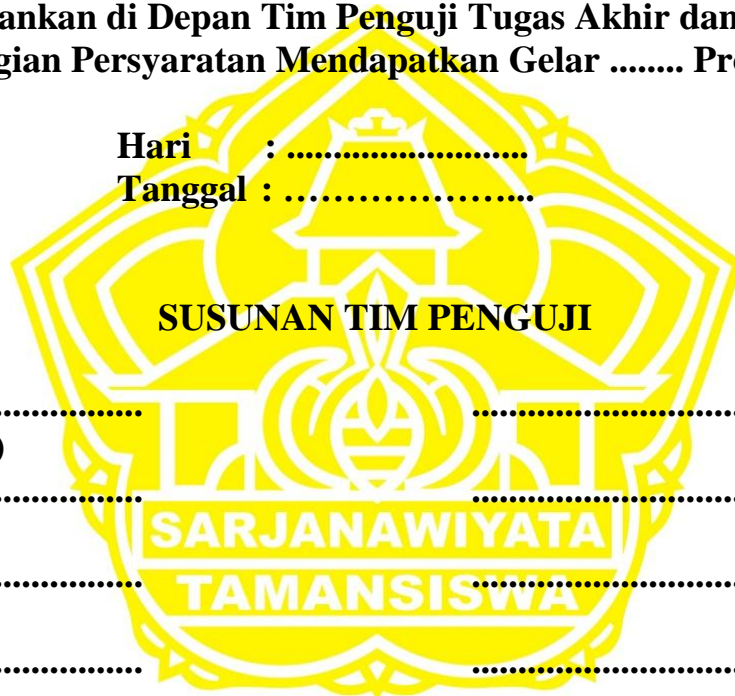 ankan di Depan Tim Penguji Tugas Akhir dan
gian Persyaratan Mendapatkan Gelar ........ Pr
Hari : ..........................
Tanggal : …………………...
SUSUNAN TIM PENGUJI
................ .............................
)
................ .............................
SARJANAWIYATA
................ .............................
TAMANSISWA
................ .............................